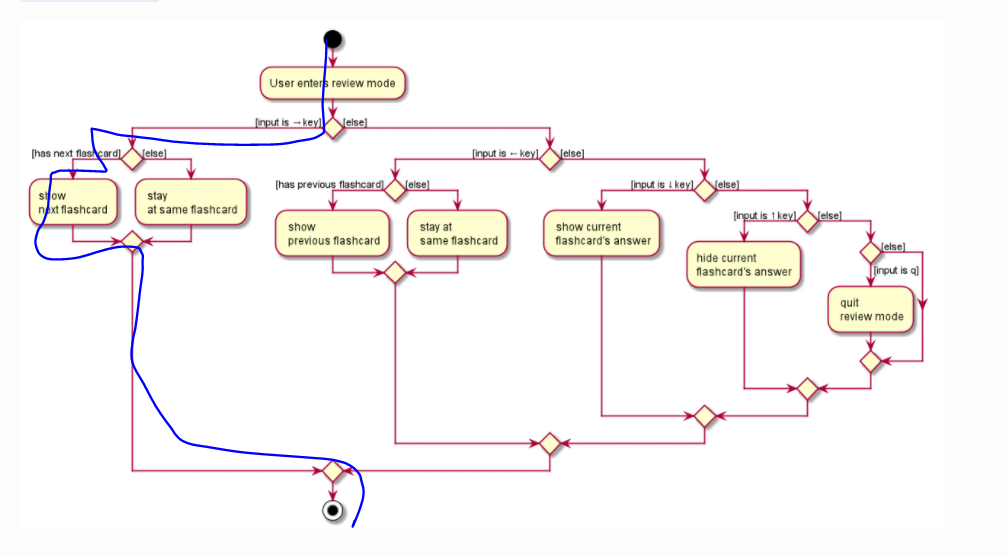 User enters review mode
[input is →key]
[else]
[has next flashcard]
[else]
show
next flashcard
stay
at same flashcard
[input is ←key]
[else]
[has previous flashcard]
[else]
show
previous flashcard
stay at
same flashcard
[input is ↓key]
[else]
show current
flashcard's answer
[input is ↑key]
[else]
hide current
flashcard's answer
[else]
[input is q]
quit
review mode